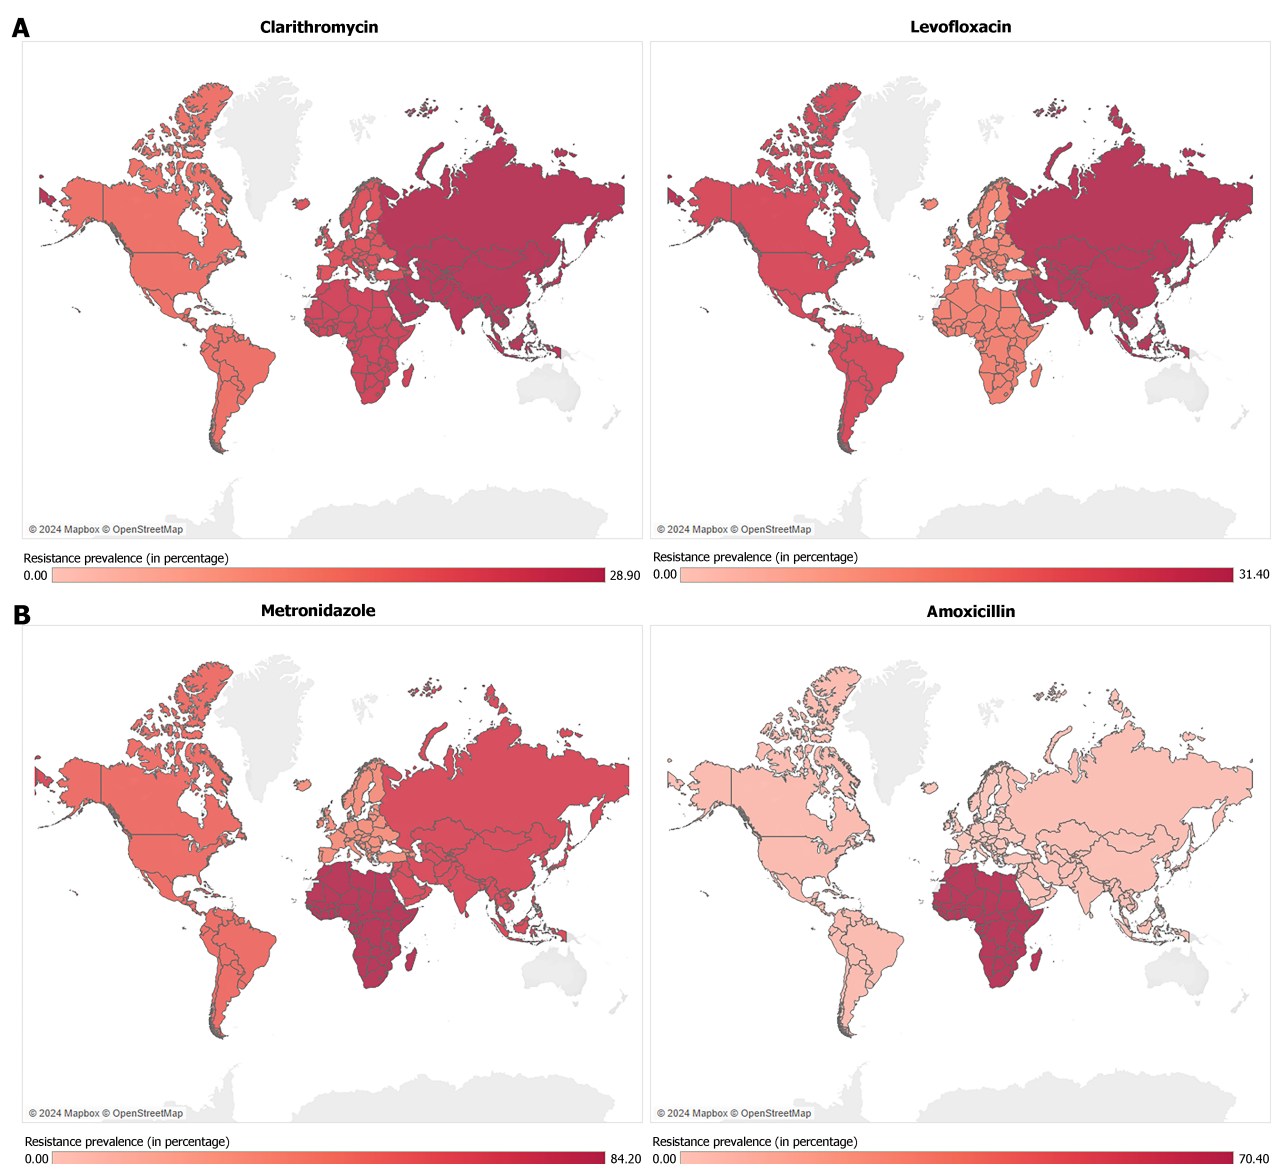 A
Clarithromycin
Levofloxacin
© 2024 Mapbox © OpenStreetMap
© 2024 Mapbox © OpenStreetMap
Resistance prevalence (in percentage)
0.00 28.90
Resistance prevalence (in percentage)
0.00 31.40
B
Metronidazole
Amoxicillin
© 2024 Mapbox © OpenStreetMap
© 2024 Mapbox © OpenStreetMap
Resistance prevalence (in percentage)
0.00 84.20
Resistance prevalence (in percentage)
0.00 70.40